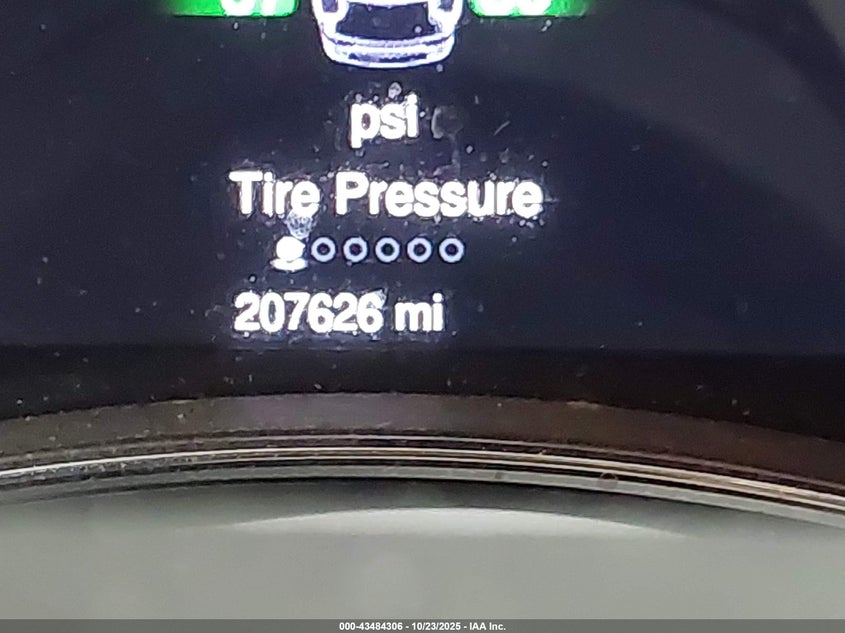 psi
Tire Pressure
207626 mi
000-43484306 - 10/23/2025 - IAA Inc.